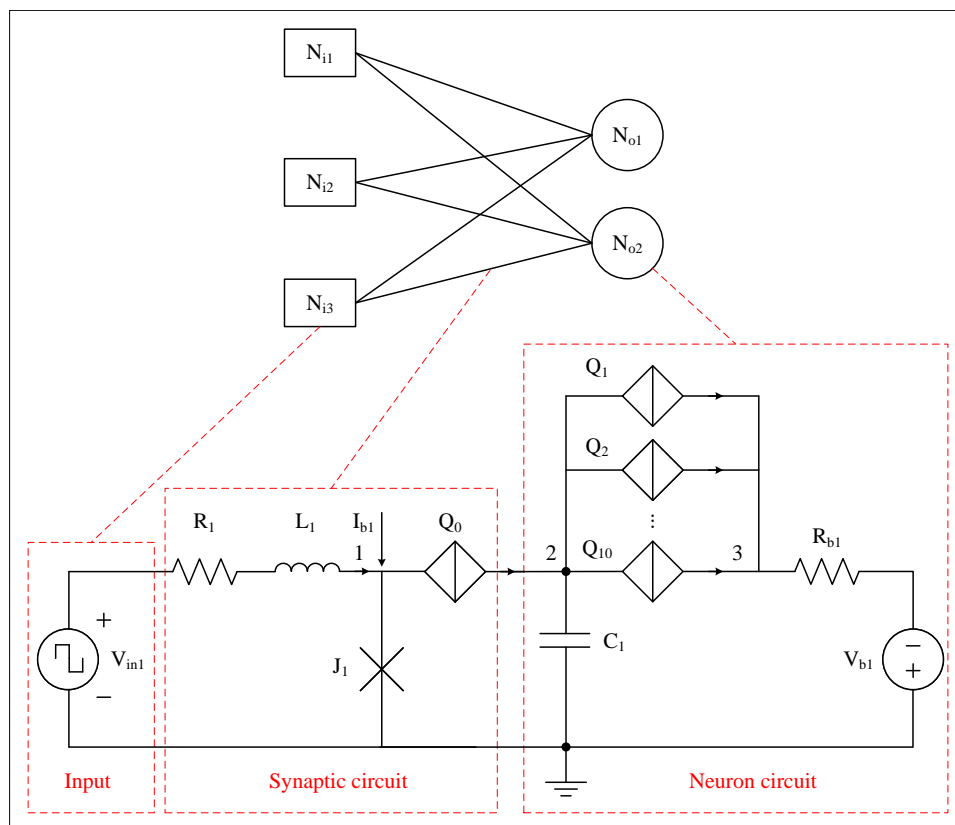 N_i1
N_o1
N_i2
N_o2
N_i3
Q_1
Q_2
R_1
L_1
I_b1
Q_0
1
2
Q_10
...
3
R_b1
+
V_in1
−
J_1
C_1
V_b1
−
+
Input
Synaptic circuit
Neuron circuit